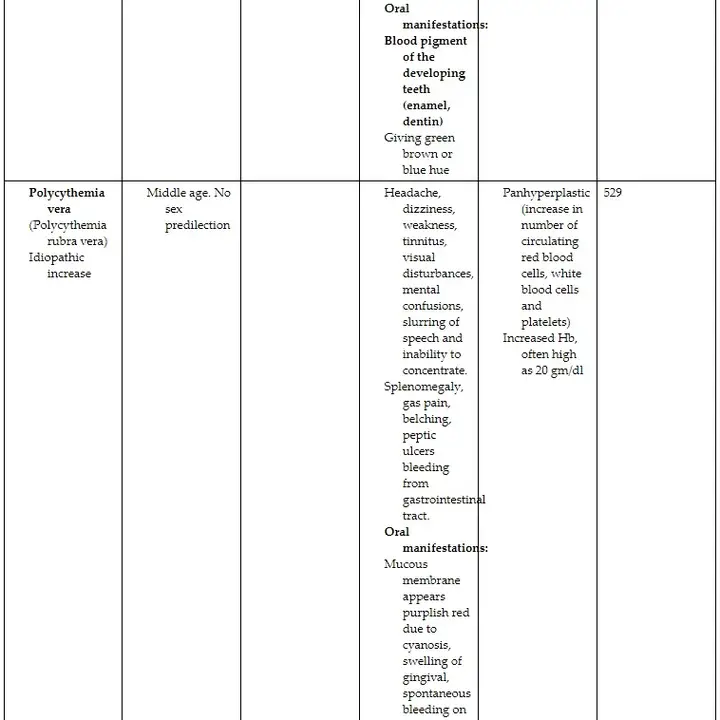 Oral
manifestations:
Blood pigment
of the
developing
teeth
(enamel,
dentin)
Giving green
brown or
blue hue
Polycythemia
vera
(Polycythemia
rubra vera)
Idiopathic
increase
Middle age. No
sex
predilection
Headache,
dizziness,
weakness,
tinnitus,
visual
disturbances,
mental
confusions,
slurring of
speech and
inability to
concentrate.
Splenomegaly,
gas pain,
belching,
peptic
ulcers
bleeding
from
gastrointestinal
tract.
Oral
manifestations:
Mucous
membrane
appears
purplish red
due to
cyanosis,
swelling of
gingival,
spontaneous
bleeding on
Panhyperplastic
(increase in
number of
circulating
red blood
cells, white
blood cells
and
platelets)
Increased Hb,
often high
as 20 gm/dl
529